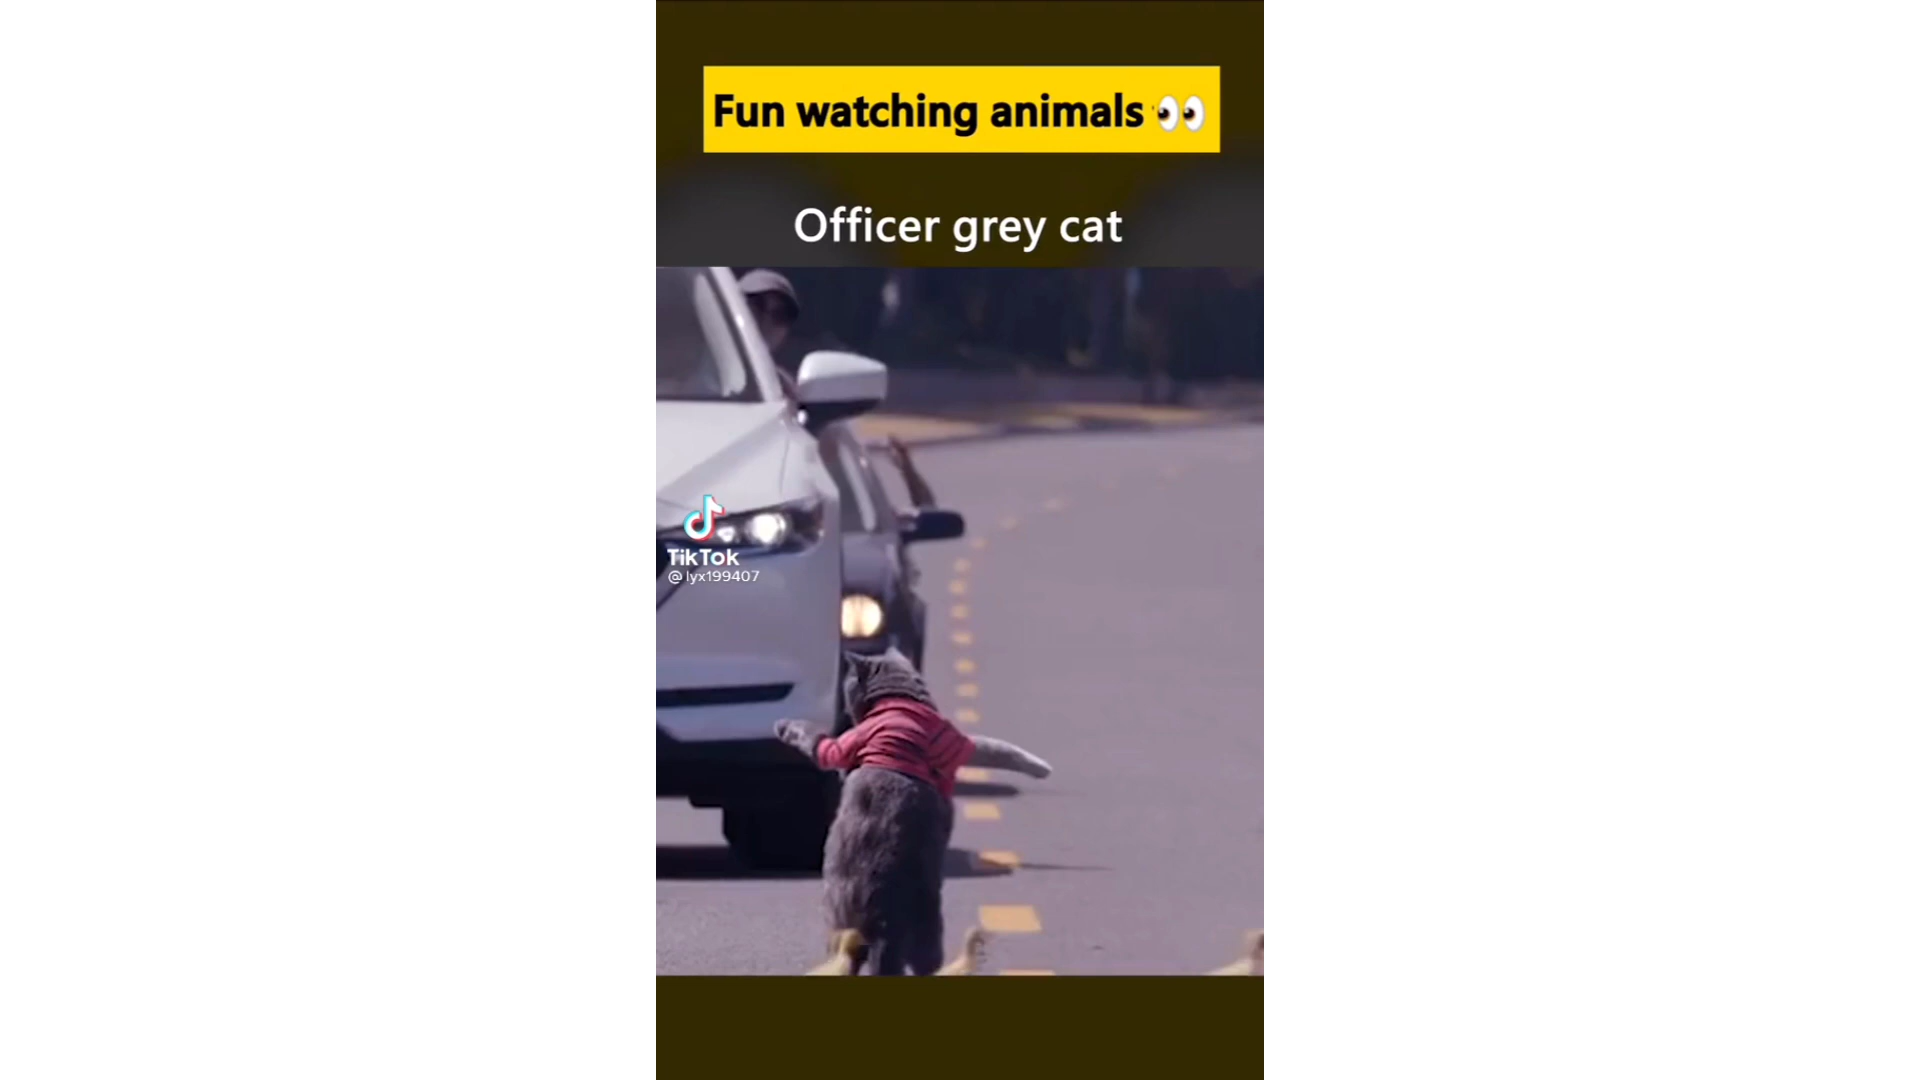 Fun watching animals 👀
Officer grey cat
TikTok
@lyx199407